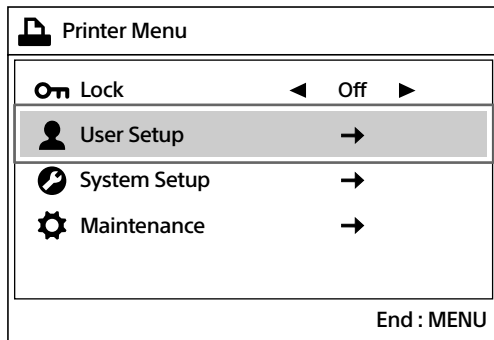 Printer Menu
Lock ◀ Off ▶
User Setup →
System Setup →
Maintenance →
End : MENU